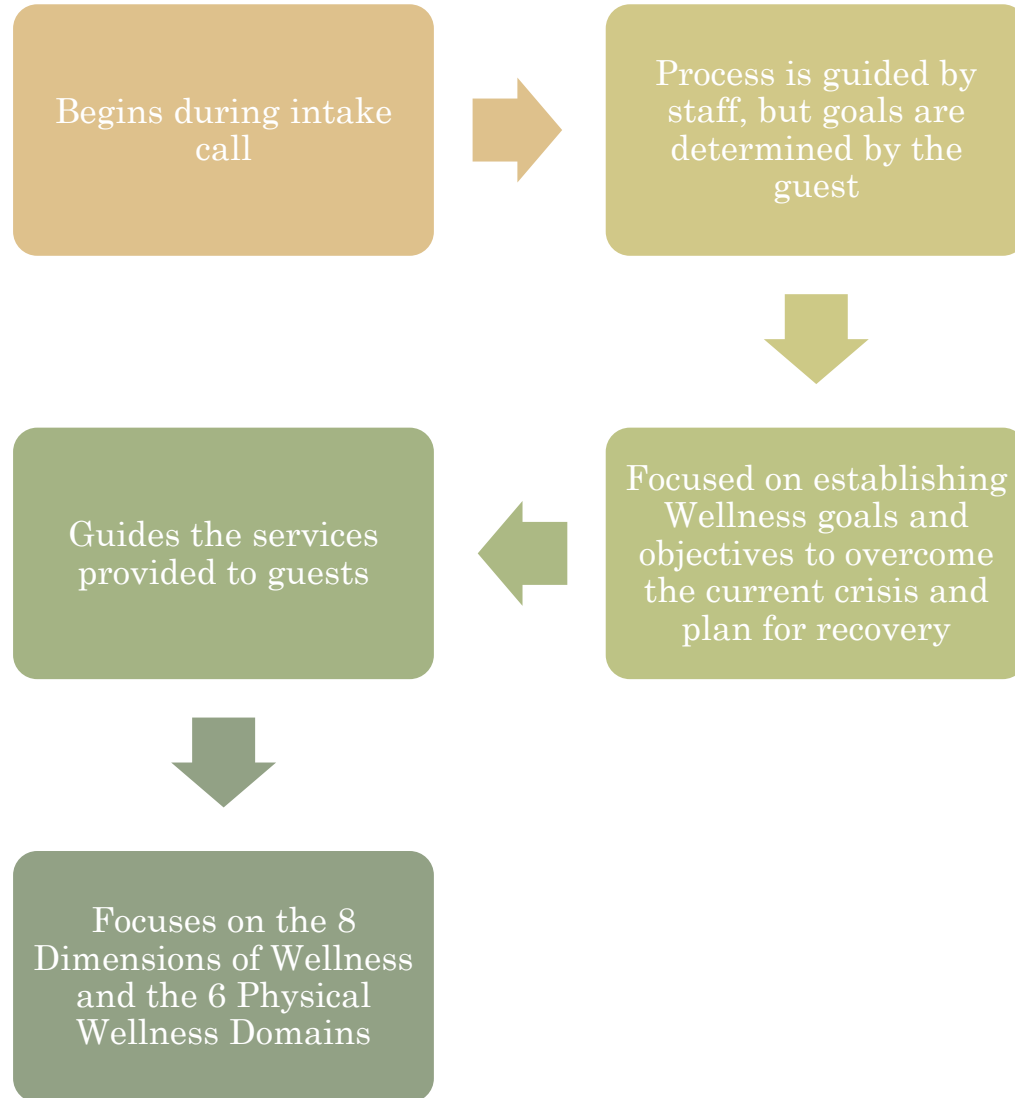 Begins during intake
call
Process is guided by
staff, but goals are
determined by the
guest
Focused on establishing
Wellness goals and
objectives to overcome
the current crisis and
plan for recovery
Guides the services
provided to guests
Focuses on the 8
Dimensions of Wellness
and the 6 Physical
Wellness Domains